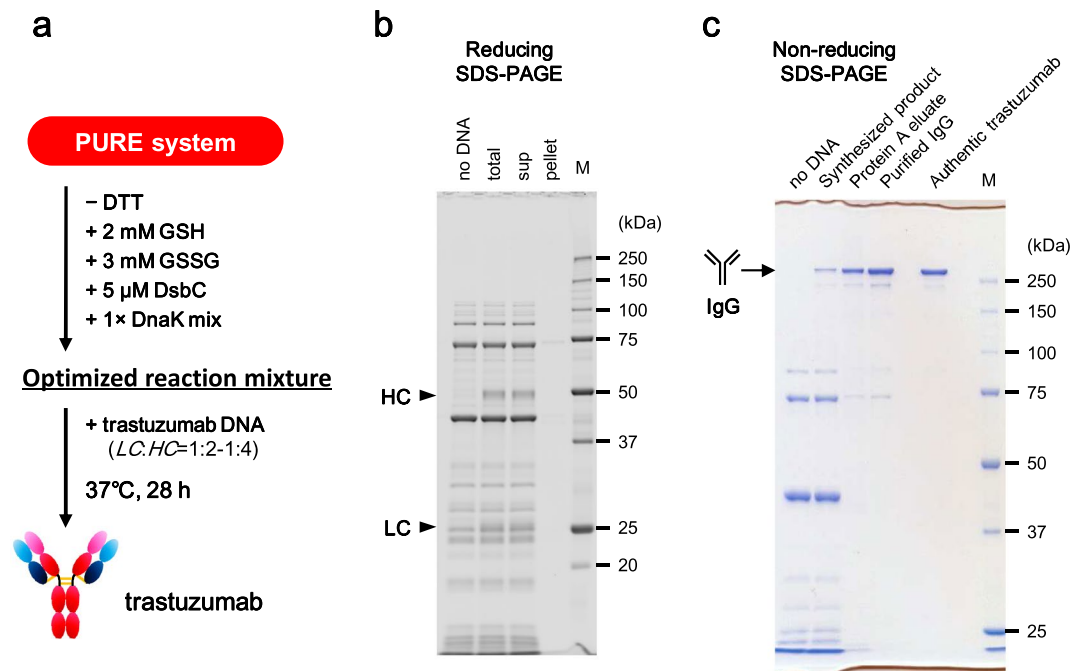 a
PURE system
– DTT
+ 2 mM GSH
+ 3 mM GSSG
+ 5 µM DsbC
+ 1× DnaK mix
Optimized reaction mixture
+ trastuzumab DNA
(LC:HC=1:2-1:4)
37℃, 28 h
trastuzumab
b
Reducing
SDS-PAGE
no DNA
total
sup
pellet
M
(kDa)
250
150
100
75
50
37
25
20
HC
LC
c
Non-reducing
SDS-PAGE
no DNA
Synthesized product
Protein A eluate
Purified IgG
Authentic trastuzumab
M
(kDa)
250
150
100
75
50
37
25
IgG